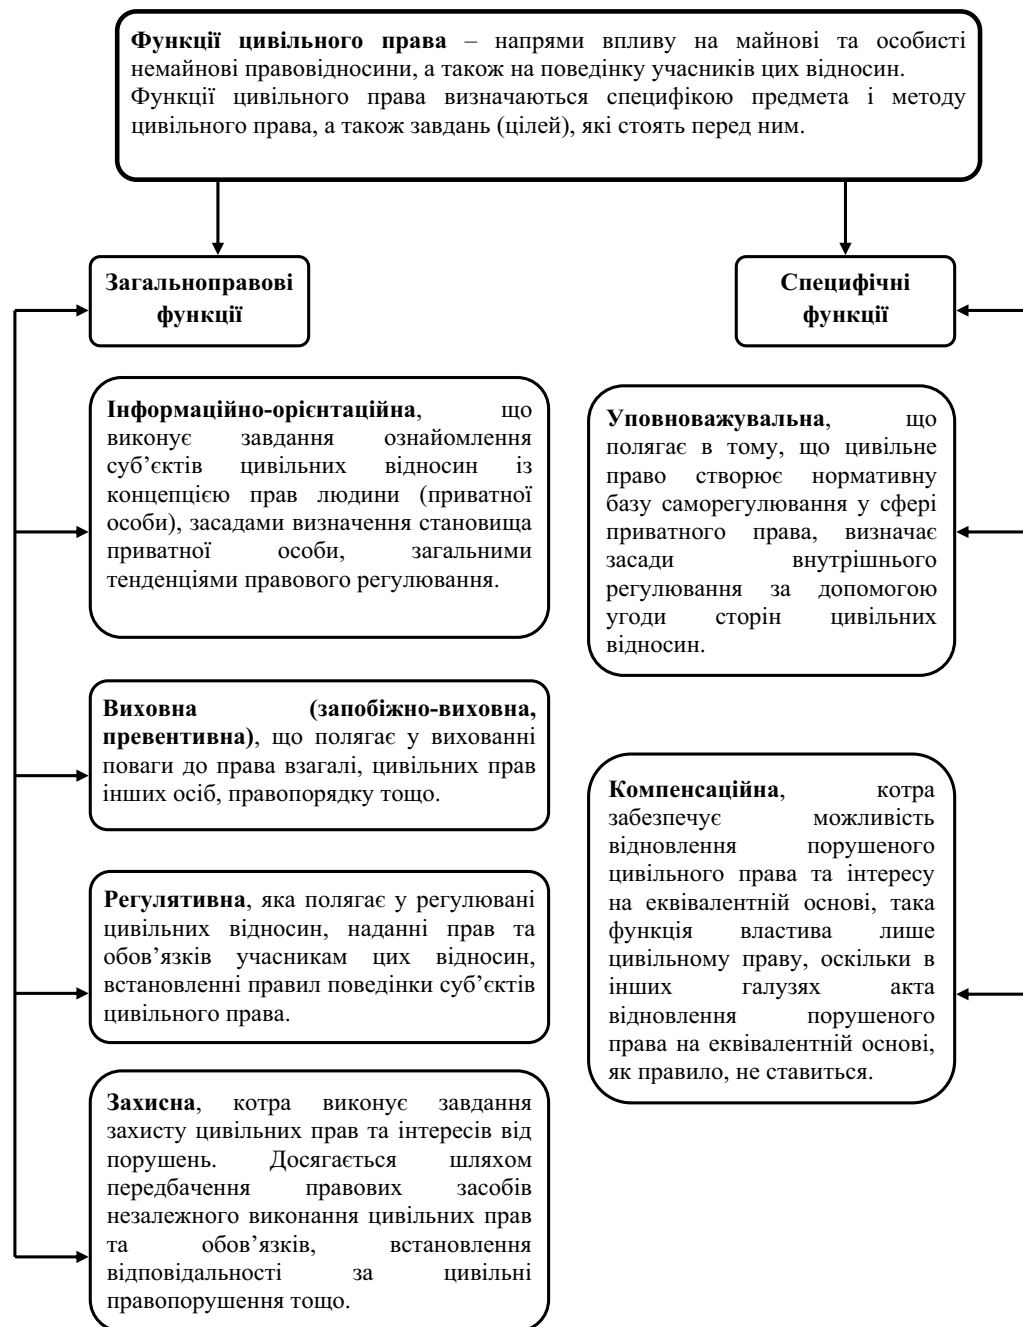 Функції цивільного права – напрями впливу на майнові та особисті
немайнові правовідносини, а також на поведінку учасників цих відносин.
Функції цивільного права визначаються специфікою предмета і методу
цивільного права, а також завдань (цілей), які стоять перед ним.
Загальноправові
функції
Інформаційно-орієнтаційна, що
виконує завдання ознайомлення
суб’єктів цивільних відносин із
концепцією прав людини (приватної
особи), засадами визначення становища
приватної особи, загальними
тенденціями правового регулювання.
Виховна (запобіжно-виховна,
превентивна), що полягає у вихованні
поваги до права взагалі, цивільних прав
інших осіб, правопорядку тощо.
Регулятивна, яка полягає у регулювані
цивільних відносин, наданні прав та
обов’язків учасникам цих відносин,
встановленні правил поведінки суб’єктів
цивільного права.
Захисна, котра виконує завдання
захисту цивільних прав та інтересів від
порушень. Досягається шляхом
передбачення правових засобів
незалежного виконання цивільних прав
та обов’язків, встановлення
відповідальності за цивільні
правопорушення тощо.
Специфічні
функції
Уповноважувальна, що
полягає в тому, що цивільне
право створює нормативну
базу саморегулювання у сфері
приватного права, визначає
засади внутрішнього
регулювання за допомогою
угоди сторін цивільних
відносин.
Компенсаційна, котра
забезпечує можливість
відновлення порушеного
цивільного права та інтересу
на еквівалентній основі, така
функція властива лише
цивільному праву, оскільки в
інших галузях акта
відновлення порушеного
права на еквівалентній основі,
як правило, не ставиться.